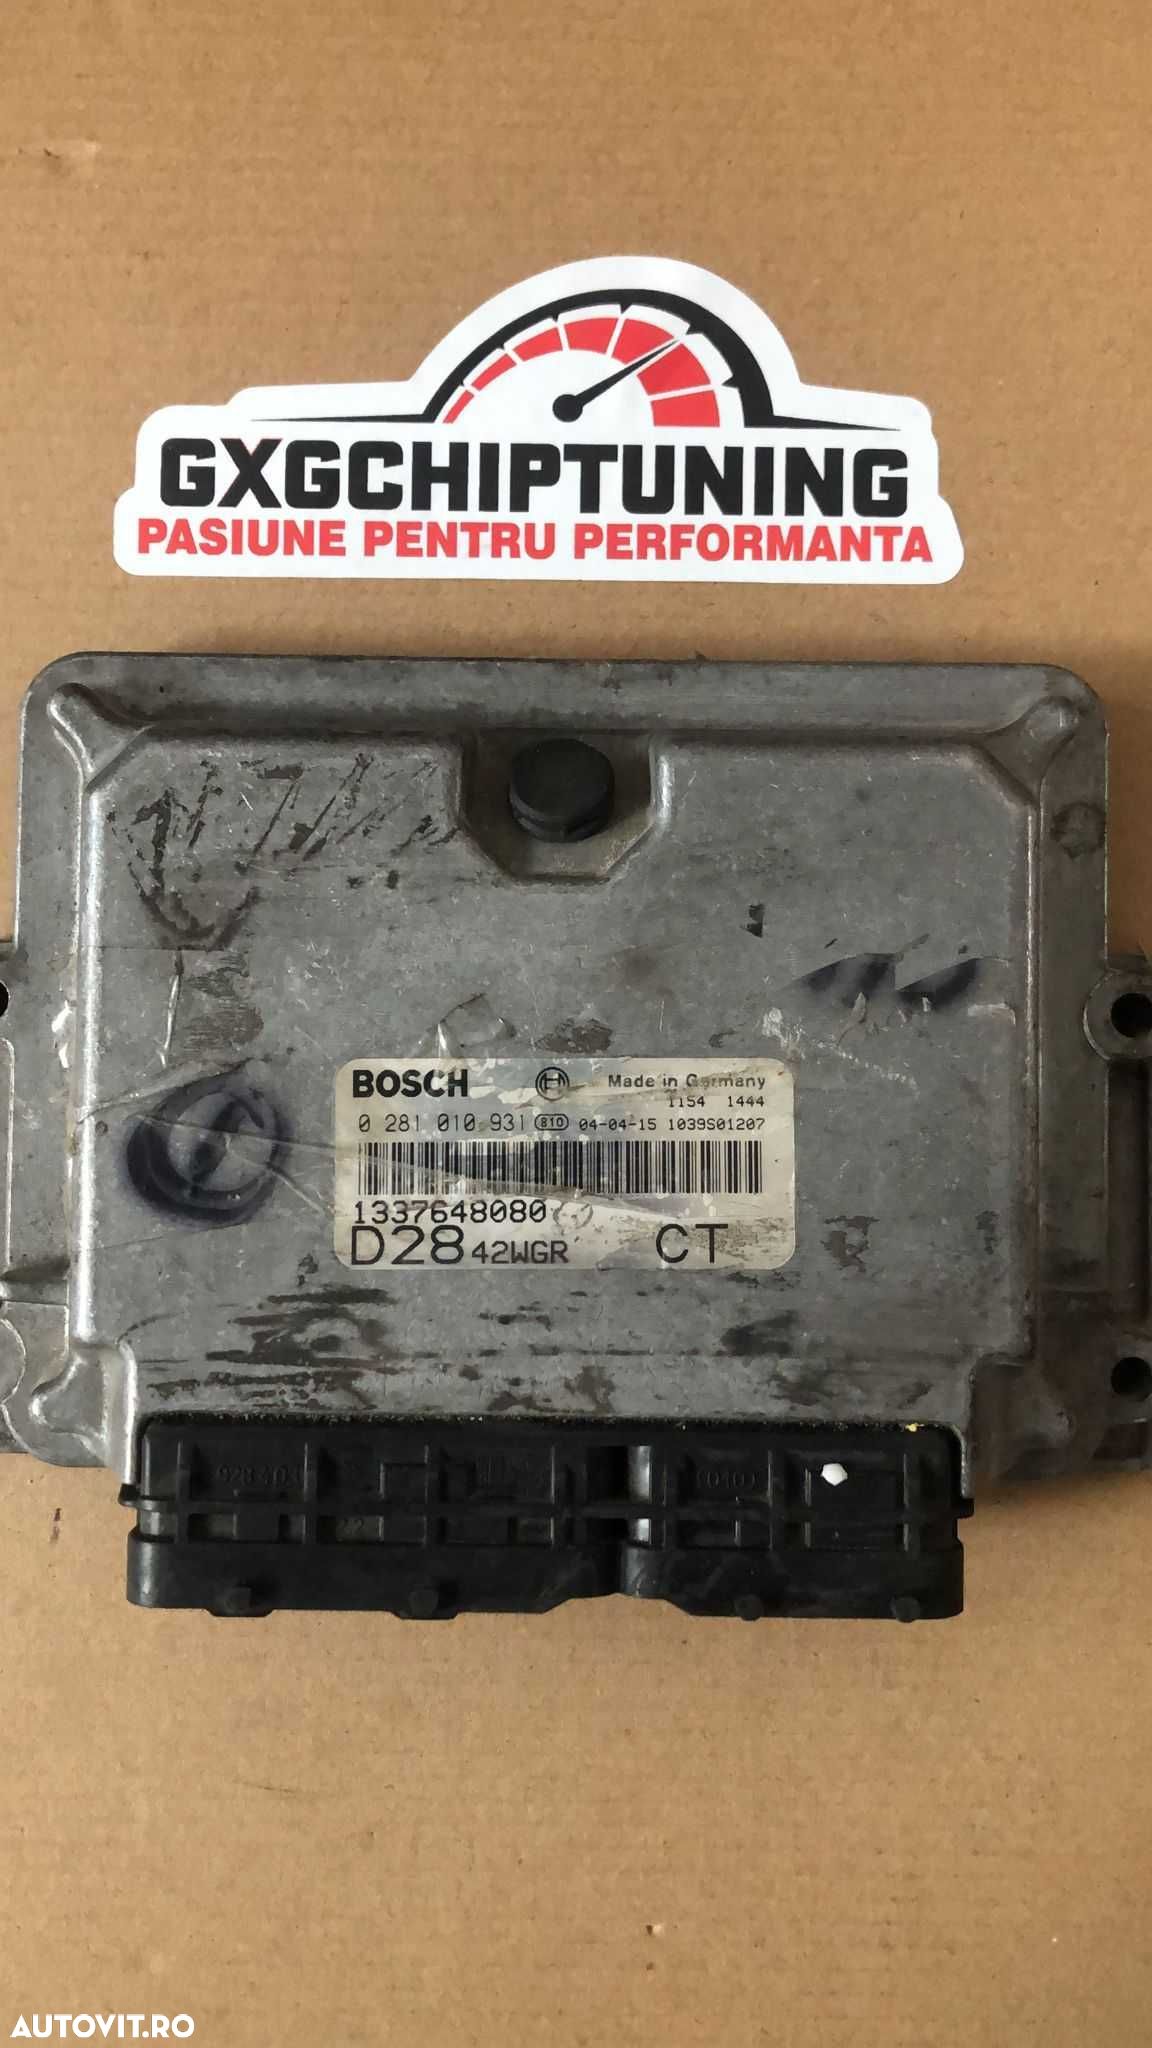 GXGCHIPTUNING
PASIUNE PENTRU PERFORMANTA
BOSCH Made in Germany
1154 1444
0 281 010 931 810 04-04-15 1039S01207
1337648080
D28 42WGR CT
AUTOVIT.RO